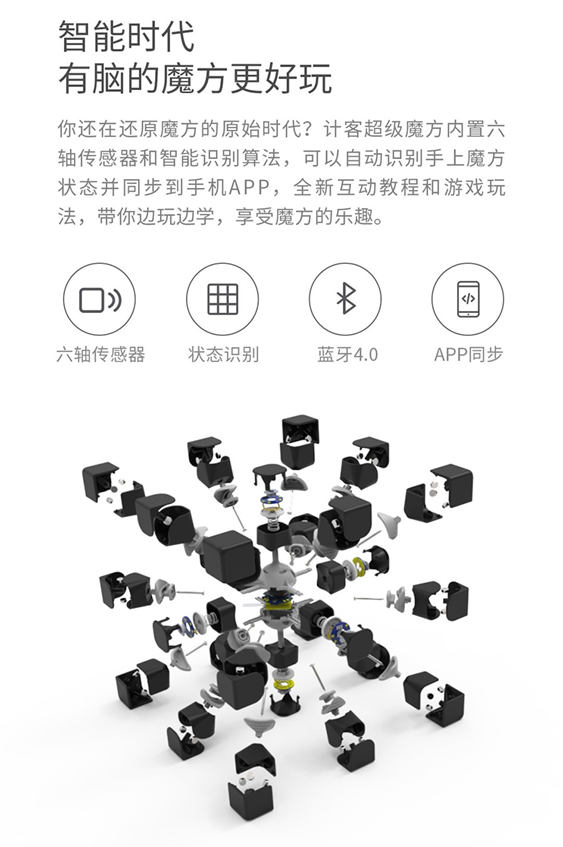 智能时代
有脑的魔方更好玩
你还在还原魔方的原始时代？计客超级魔方内置六
轴传感器和智能识别算法，可以自动识别手上魔方
状态并同步到手机APP，全新互动教程和游戏玩
法，带你边玩边学，享受魔方的乐趣。
六轴传感器
状态识别
蓝牙4.0
APP同步